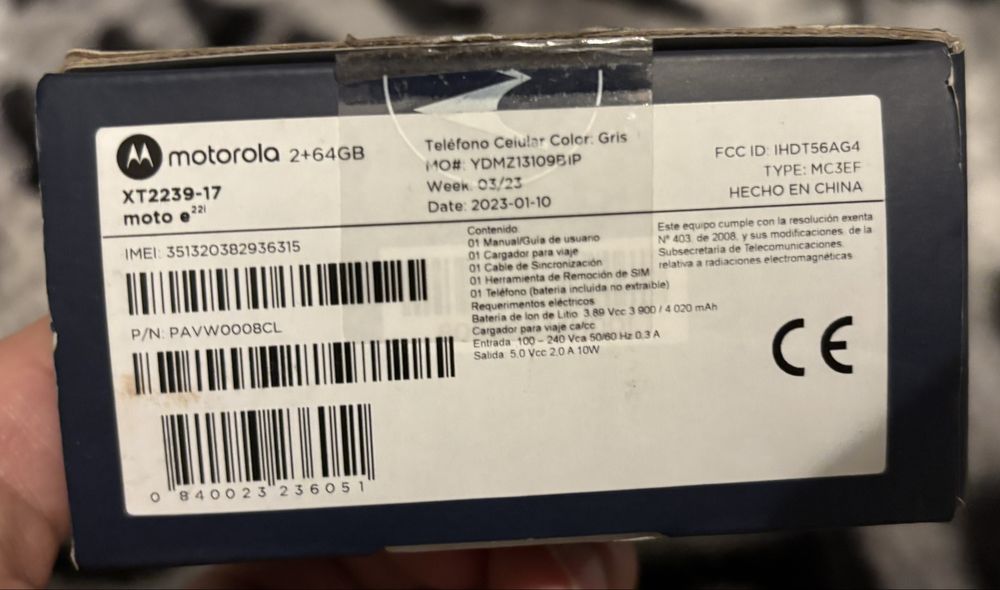 motorola 2+64GB
XT2239-17
moto e22i
Teléfono Celular Color: Gris
MO#: YDMZ13109BIP
Week: 03/23
Date: 2023-01-10
FCC ID: IHDT56AG4
TYPE: MC3EF
HECHO EN CHINA
IMEI: 351320382936315
P/N: PAVW0008CL
0 840023 236051
Contenido:
01 Manual/Guía de usuario
01 Cargador para viaje
01 Cable de Sincronización
01 Herramienta de Remoción de SIM
01 Teléfono (batería incluida no extraible)
Requerimentos eléctricos
Batería de Ion de Litio 3.89 Vcc 3 900 / 4 020 mAh
Cargador para viaje ca/cc
Entrada: 100 – 240 Vca 50/60 Hz 0.3 A
Salida: 5.0 Vcc 2.0 A 10W
Este equipo cumple con la resolución exenta
N° 403, de 2008, y sus modificaciones, de la
Subsecretaría de Telecomunicaciones,
relativa a radiaciones electromagnéticas.
CE